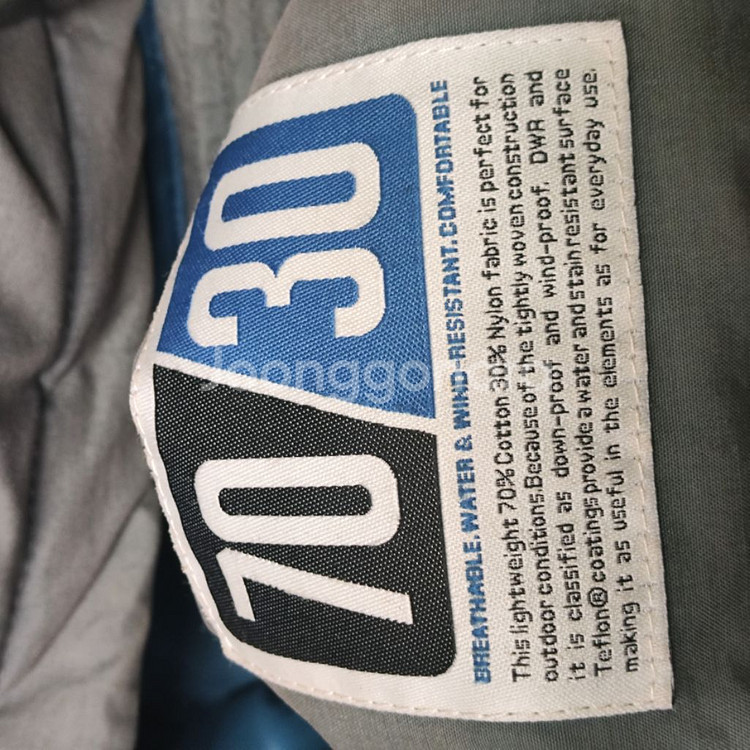 70
30
BREATHABLE.WATER & WIND-RESISTANT.COMFORTABLE
This lightweight 70% Cotton 30% Nylon fabric is perfect for
outdoor conditions.Because of the tightly woven construction
it is classified as down-proof and wind-proof. DWR and
Teflon® coatings provide a water and stain resistant surface
making it as useful in the elements as for everyday use.